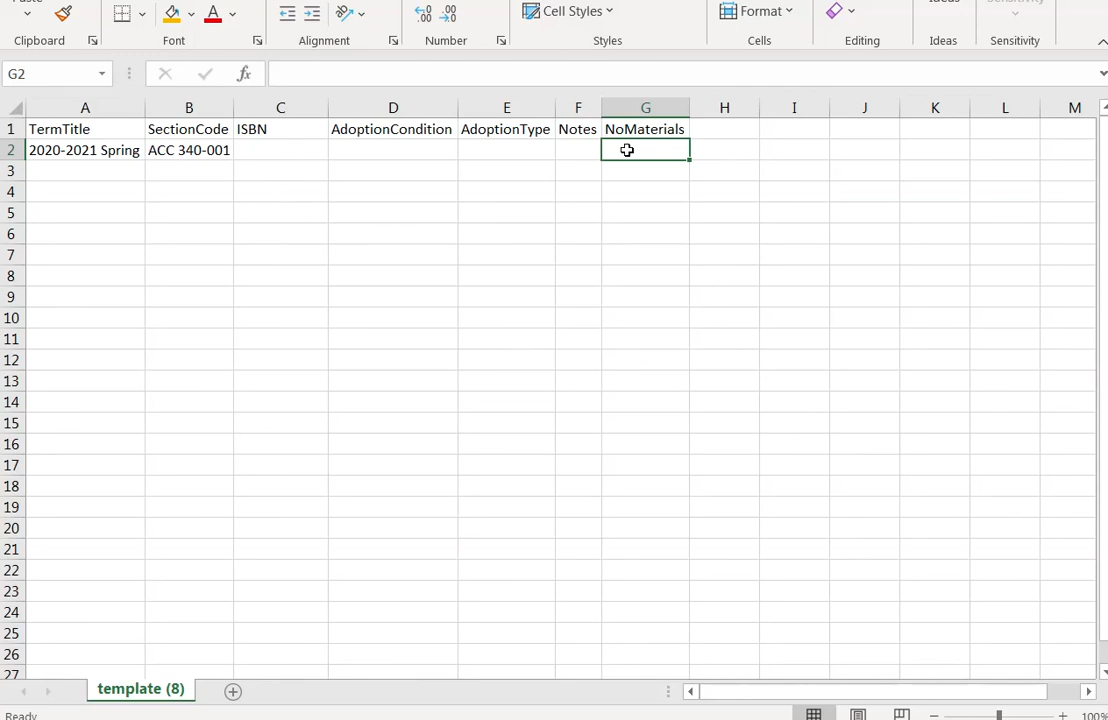 Cell Styles
Format
Clipboard
Font
Alignment
Number
Styles
Cells
Editing
Ideas
Sensitivity
G2
fx
A B C D E F G H I J K L M
1 TermTitle SectionCode ISBN AdoptionCondition AdoptionType Notes NoMaterials
2 2020-2021 Spring ACC 340-001
3
4
5
6
7
8
9
10
11
12
13
14
15
16
17
18
19
20
21
22
23
24
25
26
27
template (8)
Ready
100%